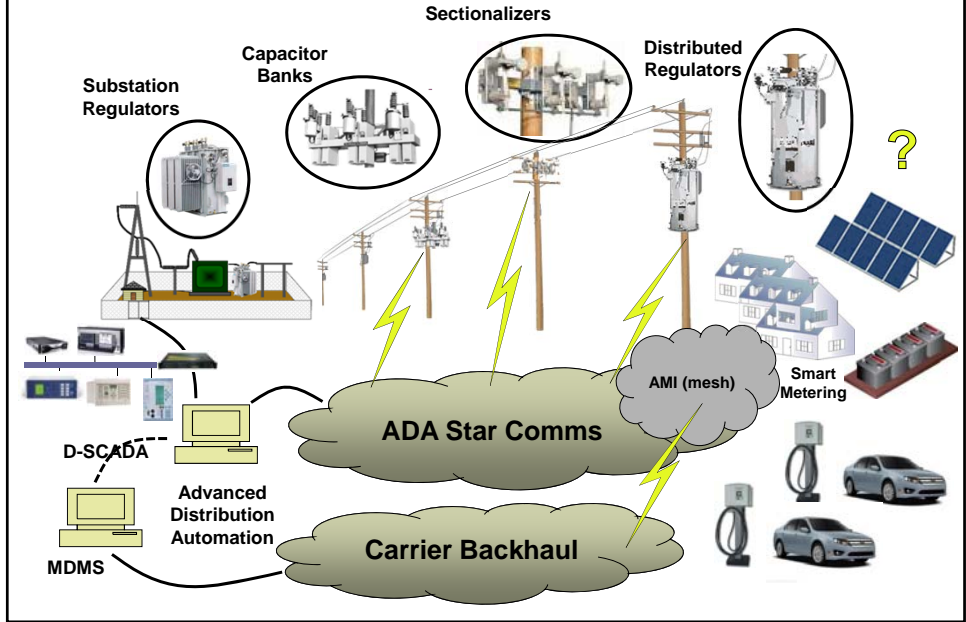 Sectionalizers
Capacitor
Banks
Distributed
Regulators
Substation
Regulators
?
AMI (mesh)
Smart
Metering
ADA Star Comms
D-SCADA
Advanced
Distribution
Automation
Carrier Backhaul
MDMS